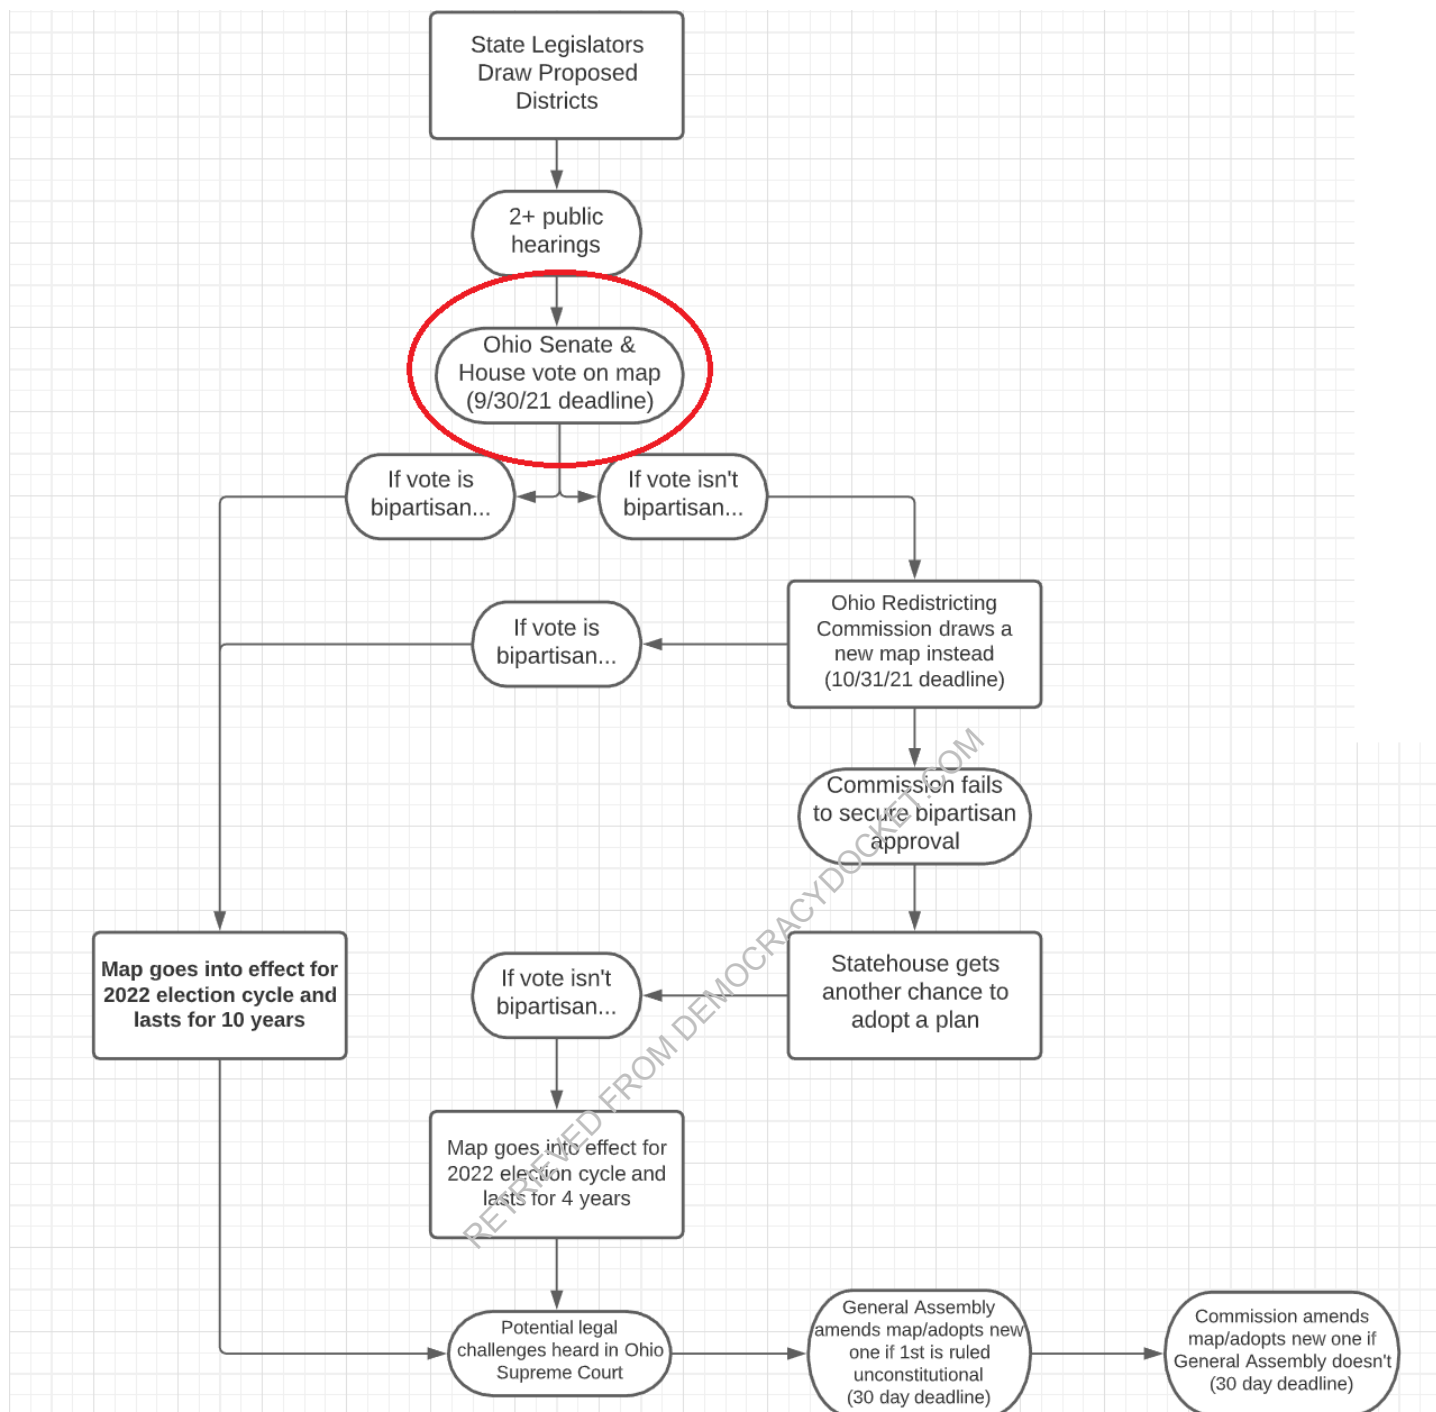 State Legislators
Draw Proposed
Districts
2+ public
hearings
Ohio Senate &
House vote on map
(9/30/21 deadline)
If vote is
bipartisan...
If vote isn't
bipartisan...
Ohio Redistricting
Commission draws a
new map instead
(10/31/21 deadline)
If vote is
bipartisan...
Commission fails
to secure bipartisan
approval
Statehouse gets
another chance to
adopt a plan
If vote isn't
bipartisan...
Map goes into effect for
2022 election cycle and
lasts for 10 years
Map goes into effect for
2022 election cycle and
lasts for 4 years
Potential legal
challenges heard in Ohio
Supreme Court
General Assembly
amends map/adopts new
one if 1st is ruled
unconstitutional
(30 day deadline)
Commission amends
map/adopts new one if
General Assembly doesn't
(30 day deadline)
RETRIEVED FROM DEMOCRACYDOCKET.COM